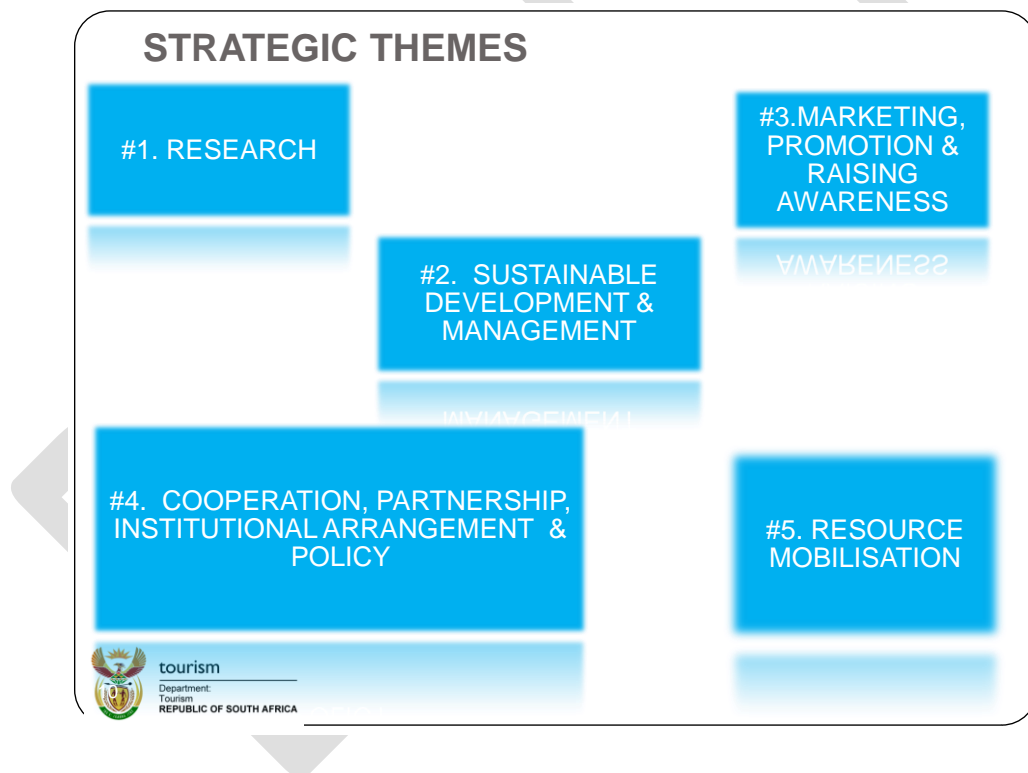 STRATEGIC THEMES
#1. RESEARCH
#3.MARKETING,
PROMOTION &
RAISING
AWARENESS
#2.  SUSTAINABLE
DEVELOPMENT &
MANAGEMENT
#4.  COOPERATION, PARTNERSHIP,
INSTITUTIONAL ARRANGEMENT  &
POLICY
#5. RESOURCE
MOBILISATION
tourism
Department:
Tourism
REPUBLIC OF SOUTH AFRICA